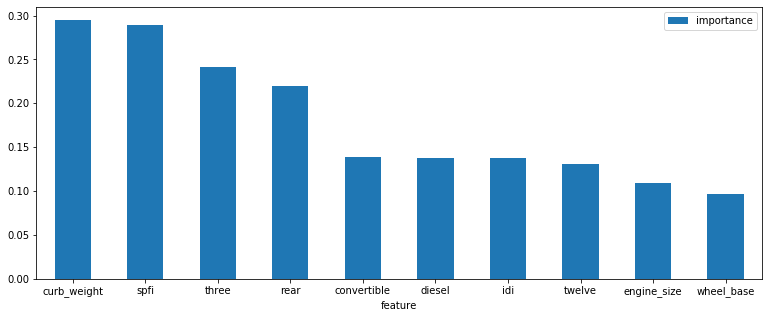 0.30
0.25
0.20
0.15
0.10
0.05
0.00
importance
curb_weight spfi three rear convertible diesel idi twelve engine_size wheel_base
feature